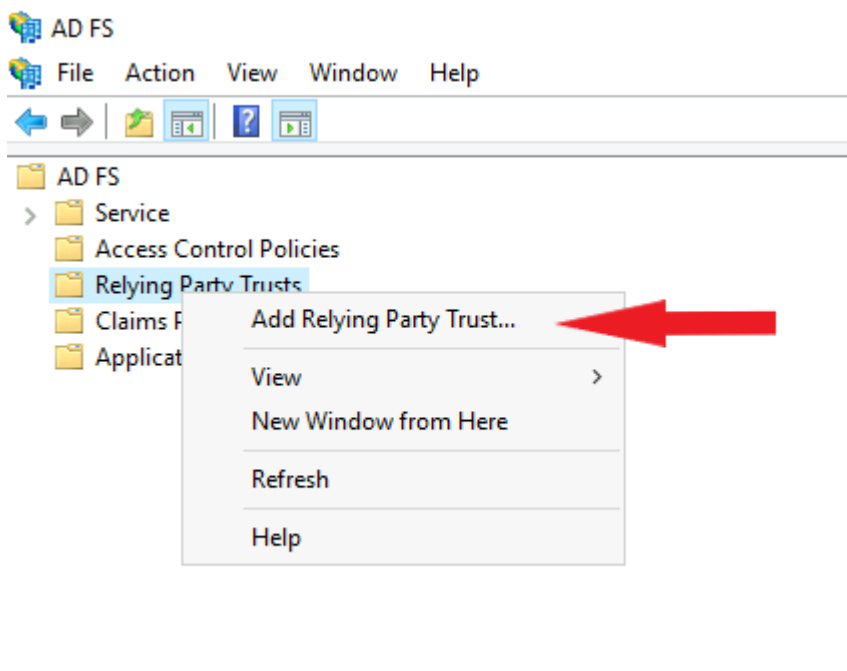 AD FS
File Action View Window Help
AD FS
Service
Access Control Policies
Relying Party Trusts
Claims
Add Relying Party Trust...
View
New Window from Here
Refresh
Help